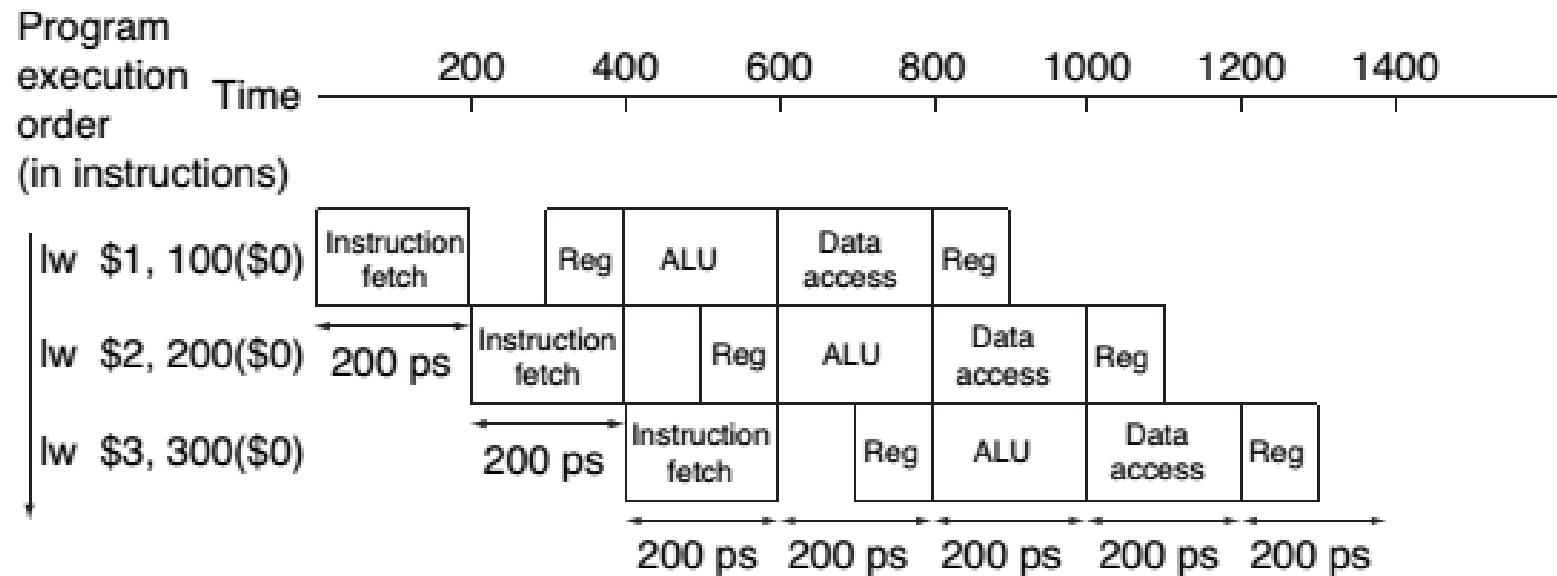 Program
execution
order
(in instructions)
Time 200 400 600 800 1000 1200 1400
lw $1, 100($0) Instruction fetch Reg ALU Data access Reg
200 ps
lw $2, 200($0) Instruction fetch Reg ALU Data access Reg
200 ps
lw $3, 300($0) Instruction fetch Reg ALU Data access Reg
200 ps 200 ps 200 ps 200 ps 200 ps